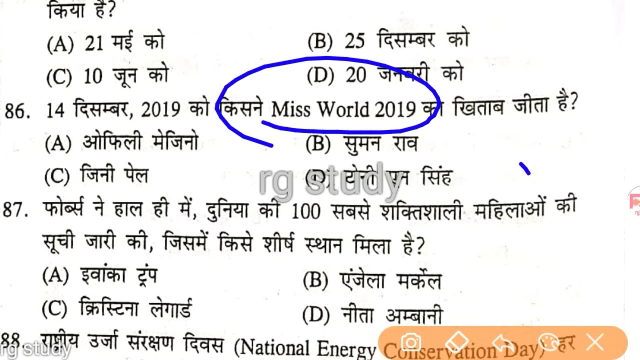 किया है?
(A) 21 मई को (B) 25 दिसम्बर को
(C) 10 जून को (D) 20 जनवरी को
86. 14 दिसम्बर, 2019 को किसने Miss World 2019 का खिताब जीता है?
(A) ओफिली मेजिनो (B) सुमन राव
(C) जिनी पेल (D) टोनी एन सिंह
rg study
87. फोर्ब्स ने हाल ही में, दुनिया की 100 सबसे शक्तिशाली महिलाओं की
सूची जारी की, जिसमें किसे शीर्ष स्थान मिला है?
(A) इवांका ट्रंप (B) एंजेला मर्केल
(C) क्रिस्टिना लेगार्ड (D) नीता अम्बानी
88. राष्ट्रीय उर्जा संरक्षण दिवस (National Energy Conservation Day) हर
rg study